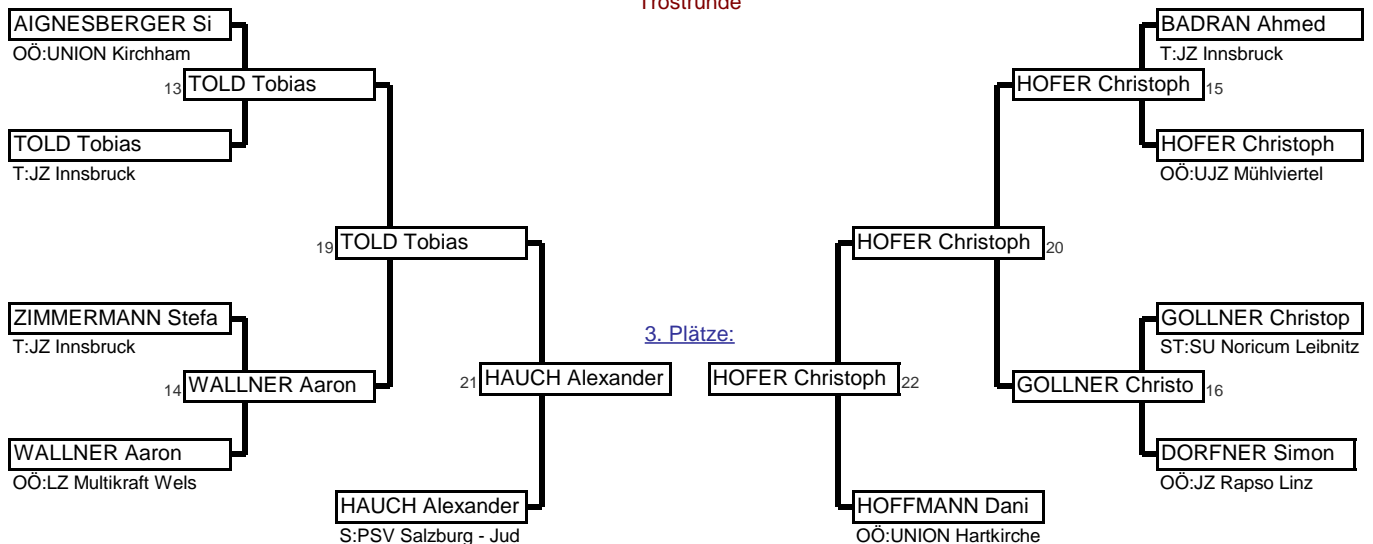 Trostrunde
AIGNESBERGER Si
OÖ:UNION Kirchham
13 TOLD Tobias
TOLD Tobias
T:JZ Innsbruck
19 TOLD Tobias
ZIMMERMANN Stefa
T:JZ Innsbruck
14 WALLNER Aaron
WALLNER Aaron
OÖ:LZ Multikraft Wels
21 HAUCH Alexander
HAUCH Alexander
S:PSV Salzburg - Jud
3. Plätze:
BADRAN Ahmed
T:JZ Innsbruck
HOFER Christoph 15
HOFER Christoph
OÖ:UJZ Mühlviertel
HOFER Christoph 20
GOLLNER Christop
ST:SU Noricum Leibnitz
HOFER Christoph 22
GOLLNER Christo 16
DORFNER Simon
OÖ:JZ Rapso Linz
HOFFMANN Dani
OÖ:UNION Hartkirche